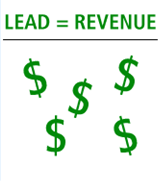 LEAD = REVENUE
$ $
$
$ $